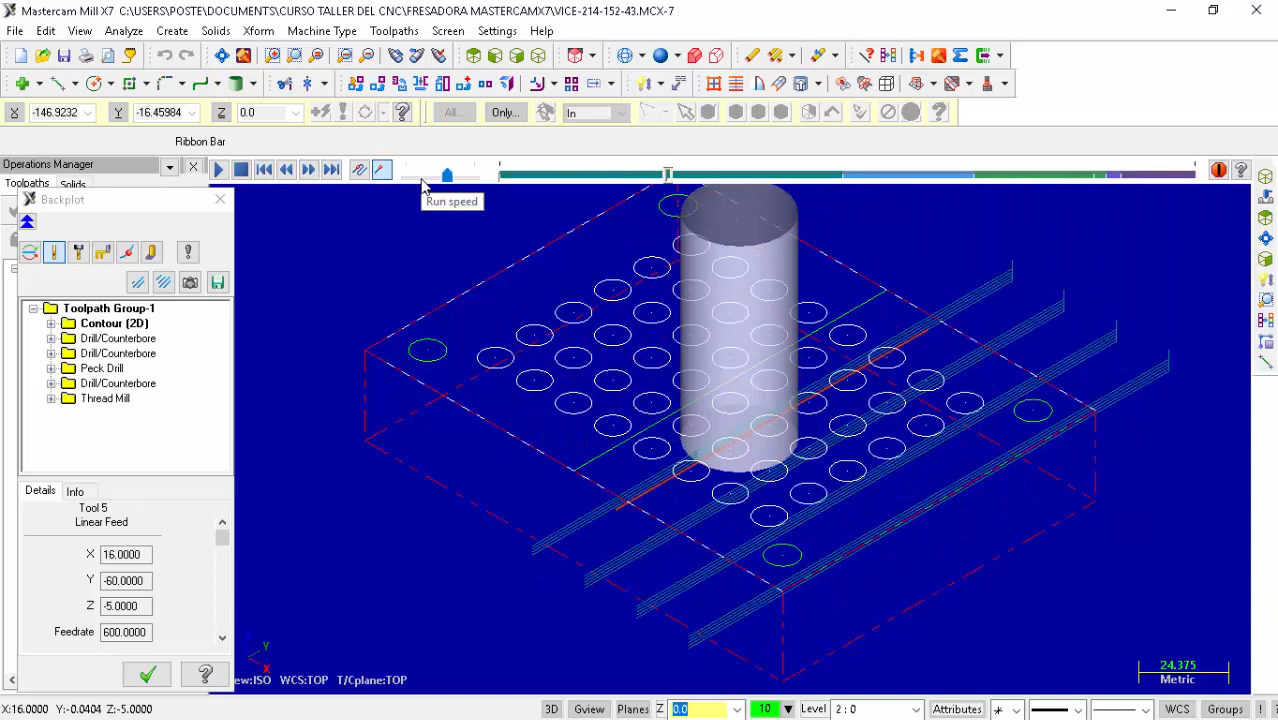 Mastercam Mill X7 C:\UPOSTE\DOCUMENTS\CURSO TALLER DEL CNC\FRESADORA MASTERCAMX7\VICE-214-152-43.MCX-7
File Edit View Analyze Create Solids Xform Machine Type Toolpaths Screen Settings Help
X -146.9232 Y -16.45984 Z 0.0 All... Only... In
Ribbon Bar
Operations Manager
Toolpaths Solids
Run speed
Backplot
Toolpath Group-1
Contour (2D)
Drill/Counterbore
Drill/Counterbore
Peck Drill
Drill/Counterbore
Thread Mill
Details Info
Tool 5
Linear Feed
X 16.0000
Y -60.0000
Z -5.0000
Feedrate 600.0000
Y
X
ew:ISO WCS:TOP T/Cplane:TOP
24.375
Metric
X:16.0000 Y:-0.0404 Z:-5.0000 3D Gview Planes Z 0.0 10 Level 2 : 0 Attributes WCS Groups